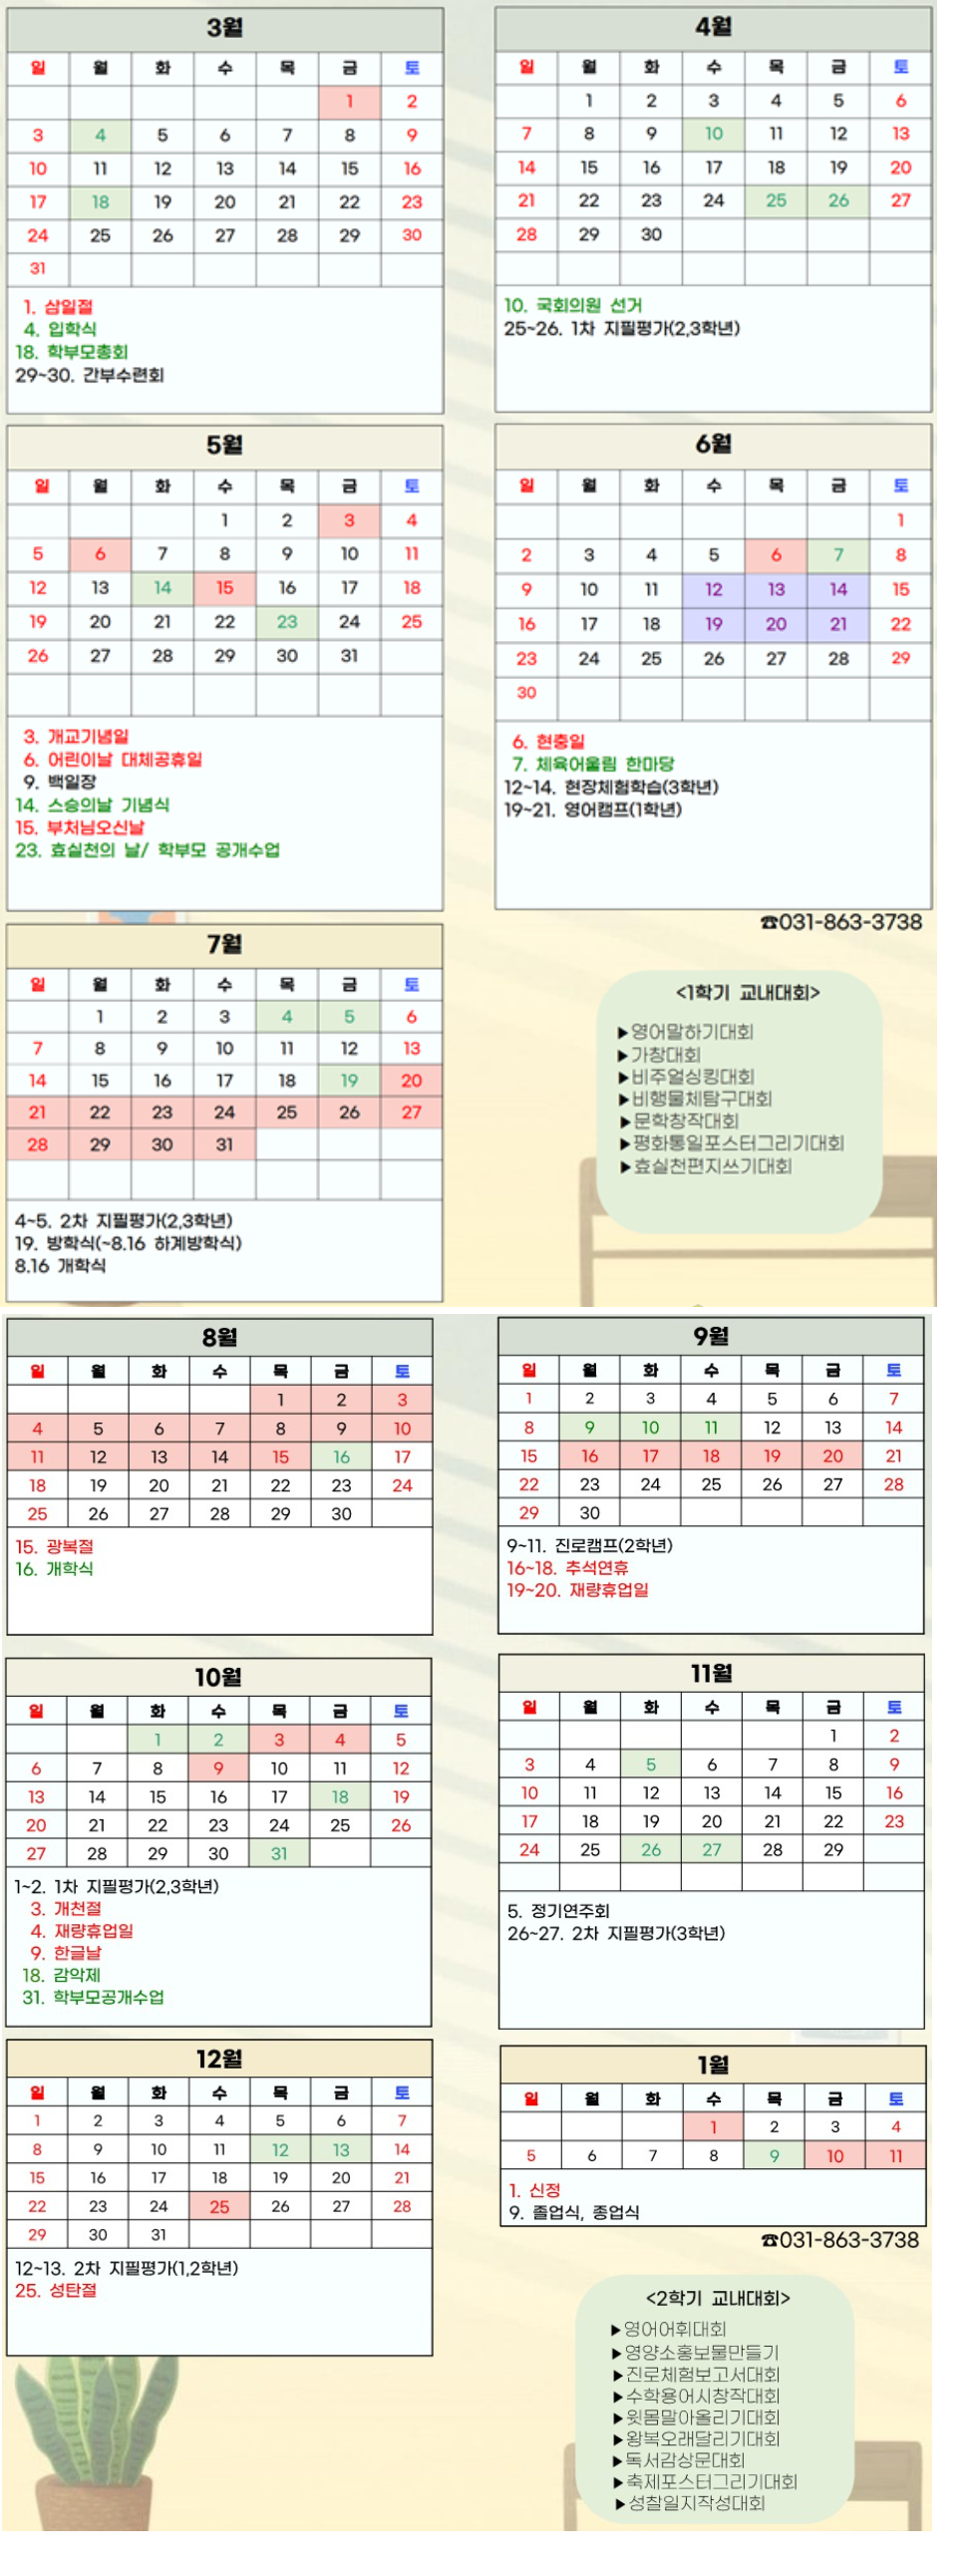 3월
일 월 화 수 목 금 토
1 2
3 4 5 6 7 8 9
10 11 12 13 14 15 16
17 18 19 20 21 22 23
24 25 26 27 28 29 30
31
1. 삼일절
4. 입학식
18. 학부모총회
29~30. 간부수련회
4월
일 월 화 수 목 금 토
1 2 3 4 5 6
7 8 9 10 11 12 13
14 15 16 17 18 19 20
21 22 23 24 25 26 27
28 29 30
10. 국회의원 선거
25~26. 1차 지필평가(2,3학년)
5월
일 월 화 수 목 금 토
1 2 3 4
5 6 7 8 9 10 11
12 13 14 15 16 17 18
19 20 21 22 23 24 25
26 27 28 29 30 31
3. 개교기념일
6. 어린이날 대체공휴일
9. 백일장
14. 스승의날 기념식
15. 부처님오신날
23. 효실천의 날/ 학부모 공개수업
6월
일 월 화 수 목 금 토
1
2 3 4 5 6 7 8
9 10 11 12 13 14 15
16 17 18 19 20 21 22
23 24 25 26 27 28 29
30
6. 현충일
7. 체육어울림 한마당
12~14. 현장체험학습(3학년)
19~21. 영어캠프(1학년)
☎031-863-3738
7월
일 월 화 수 목 금 토
1 2 3 4 5 6
7 8 9 10 11 12 13
14 15 16 17 18 19 20
21 22 23 24 25 26 27
28 29 30 31
4~5. 2차 지필평가(2,3학년)
19. 방학식(~8.16 하계방학식)
8.16 개학식
<1학기 교내대회>
▶영어말하기대회
▶가창대회
▶비주얼싱킹대회
▶비행물체탐구대회
▶문학창작대회
▶평화통일포스터그리기대회
▶효실천편지쓰기대회
8월
일 월 화 수 목 금 토
1 2 3
4 5 6 7 8 9 10
11 12 13 14 15 16 17
18 19 20 21 22 23 24
25 26 27 28 29 30
15. 광복절
16. 개학식
9월
일 월 화 수 목 금 토
1 2 3 4 5 6 7
8 9 10 11 12 13 14
15 16 17 18 19 20 21
22 23 24 25 26 27 28
29 30
9~11. 진로캠프(2학년)
16~18. 추석연휴
19~20. 재량휴업일
10월
일 월 화 수 목 금 토
1 2 3 4 5
6 7 8 9 10 11 12
13 14 15 16 17 18 19
20 21 22 23 24 25 26
27 28 29 30 31
1~2. 1차 지필평가(2,3학년)
3. 개천절
4. 재량휴업일
9. 한글날
18. 감악제
31. 학부모공개수업
11월
일 월 화 수 목 금 토
1 2
3 4 5 6 7 8 9
10 11 12 13 14 15 16
17 18 19 20 21 22 23
24 25 26 27 28 29
5. 정기연주회
26~27. 2차 지필평가(3학년)
12월
일 월 화 수 목 금 토
1 2 3 4 5 6 7
8 9 10 11 12 13 14
15 16 17 18 19 20 21
22 23 24 25 26 27 28
29 30 31
12~13. 2차 지필평가(1,2학년)
25. 성탄절
1월
일 월 화 수 목 금 토
1 2 3 4
5 6 7 8 9 10 11
1. 신정
9. 졸업식, 종업식
☎031-863-3738
<2학기 교내대회>
▶영어어휘대회
▶영양소홍보물만들기
▶진로체험보고서대회
▶수학용어시창작대회
▶윗몸말아올리기대회
▶왕복오래달리기대회
▶독서감상문대회
▶축제포스터그리기대회
▶성찰일지작성대회